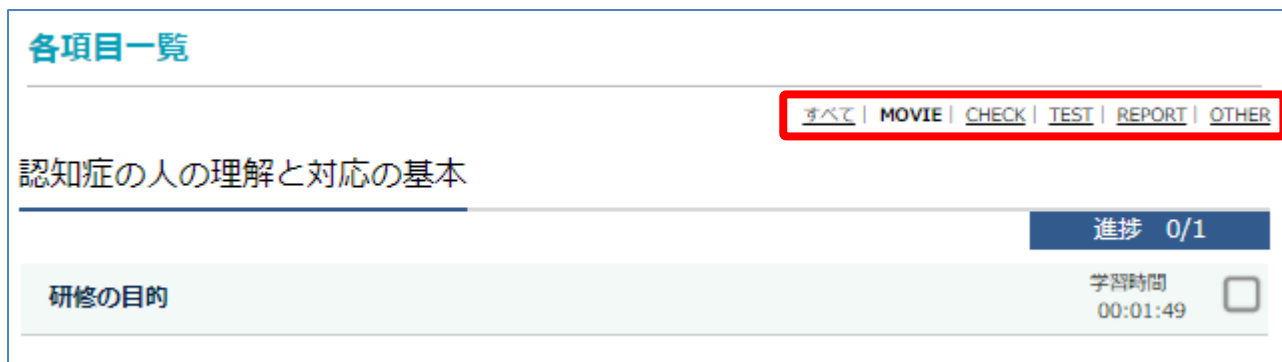 各項目一覧
すべて | MOVIE | CHECK | TEST | REPORT | OTHER
認知症の人の理解と対応の基本
進捗 0/1
研修の目的
学習時間
00:01:49